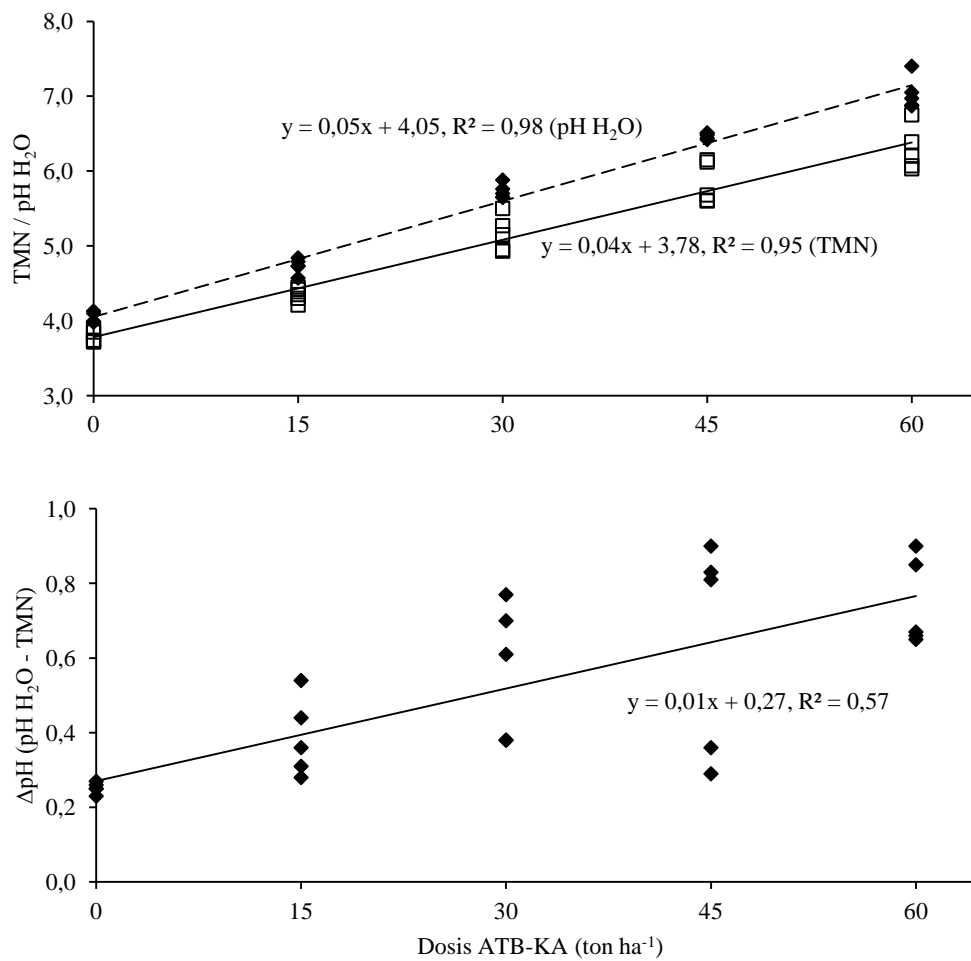 8,0
7,0
6,0
5,0
4,0
3,0
TMN / pH H₂O
y = 0,05x + 4,05, R² = 0,98 (pH H₂O)
y = 0,04x + 3,78, R² = 0,95 (TMN)
0 15 30 45 60
1,0
0,8
0,6
0,4
0,2
0,0
ΔpH (pH H₂O - TMN)
y = 0,01x + 0,27, R² = 0,57
0 15 30 45 60
Dosis ATB-KA (ton ha⁻¹)